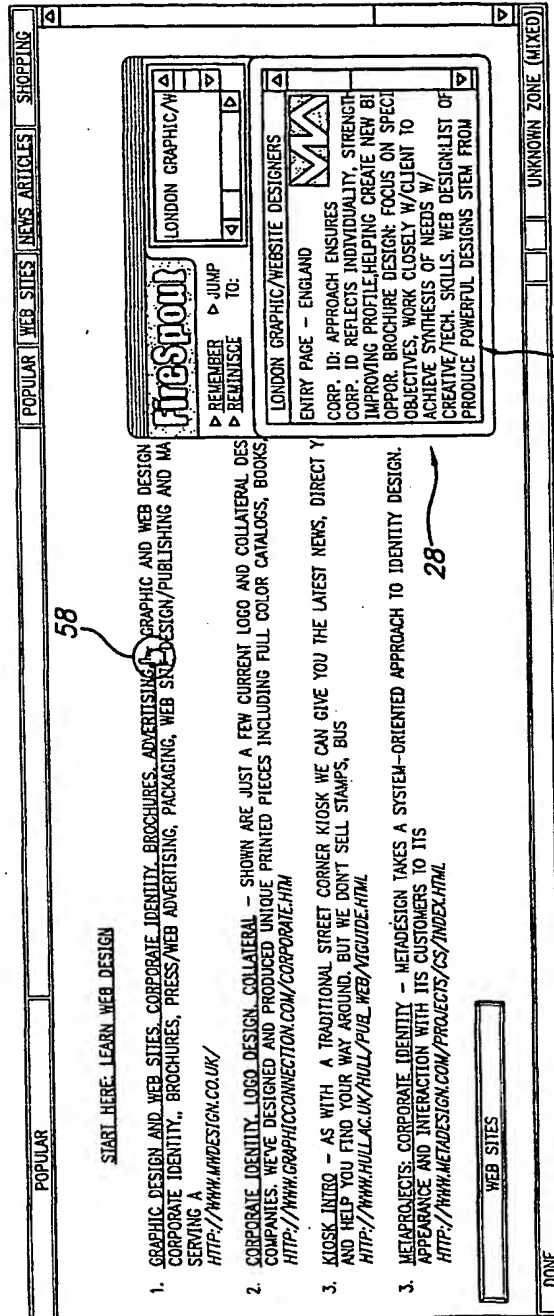 POPULAR
POPULAR WEB SITES NEWS ARTICLES SHOPPING
START HERE: LEARN WEB DESIGN
58
1. GRAPHIC DESIGN AND WEB SITES, CORPORATE IDENTITY, BROCHURES, ADVERTISING GRAPHIC AND WEB DESIGN
CORPORATE IDENTITY, BROCHURES, PRESS/WEB ADVERTISING, PACKAGING, WEB SITE DESIGN/PUBLISHING AND MA
SERVING A
HTTP://WWW.MWDESIGN.CO.UK/
2. CORPORATE IDENTITY, LOGO DESIGN, COLLATERAL - SHOWN ARE JUST A FEW CURRENT LOGO AND COLLATERAL DES
COMPANIES. WE'VE DESIGNED AND PRODUCED UNIQUE PRINTED PIECES INCLUDING FULL COLOR CATALOGS, BOOKS,
HTTP://WWW.GRAPHICCONNECTION.COM/CORPORATE.HTM
3. KIOSK INTRO - AS WITH A TRADITIONAL STREET CORNER KIOSK WE CAN GIVE YOU THE LATEST NEWS, DIRECT Y
AND HELP YOU FIND YOUR WAY AROUND. BUT WE DON'T SELL STAMPS, BUS
HTTP://WWW.HULLAC.UK/HULL/PUB_WEB/VIGUIDE.HTML
3. METAPROJECTS: CORPORATE IDENTITY - METADESIGN TAKES A SYSTEM-ORIENTED APPROACH TO IDENTITY DESIGN.
APPEARANCE AND INTERACTION WITH ITS CUSTOMERS TO ITS
HTTP://WWW.METADESIGN.COM/PROJECTS/CS/INDEX.HTML
WEB SITES
FireSpout
REMEMBER
REMINISCE
JUMP
TO:
LONDON GRAPHIC/W
LONDON GRAPHIC/WEBSITE DESIGNERS
ENTRY PAGE - ENGLAND
CORP. ID: APPROACH ENSURES
CORP. ID REFLECTS INDIVIDUALITY, STRENGTH
IMPROVING PROFILE,HELPING CREATE NEW BI
OPPOR. BROCHURE DESIGN: FOCUS ON SPECI
OBJECTIVES, WORK CLOSELY W/CLIENT TO
ACHIEVE SYNTHESIS OF NEEDS W/
CREATIVE/TECH. SKILLS. WEB DESIGN:LIST OF
PRODUCE POWERFUL DESIGNS STEM FROM
28
DONE
UNKNOWN ZONE (MIXED)